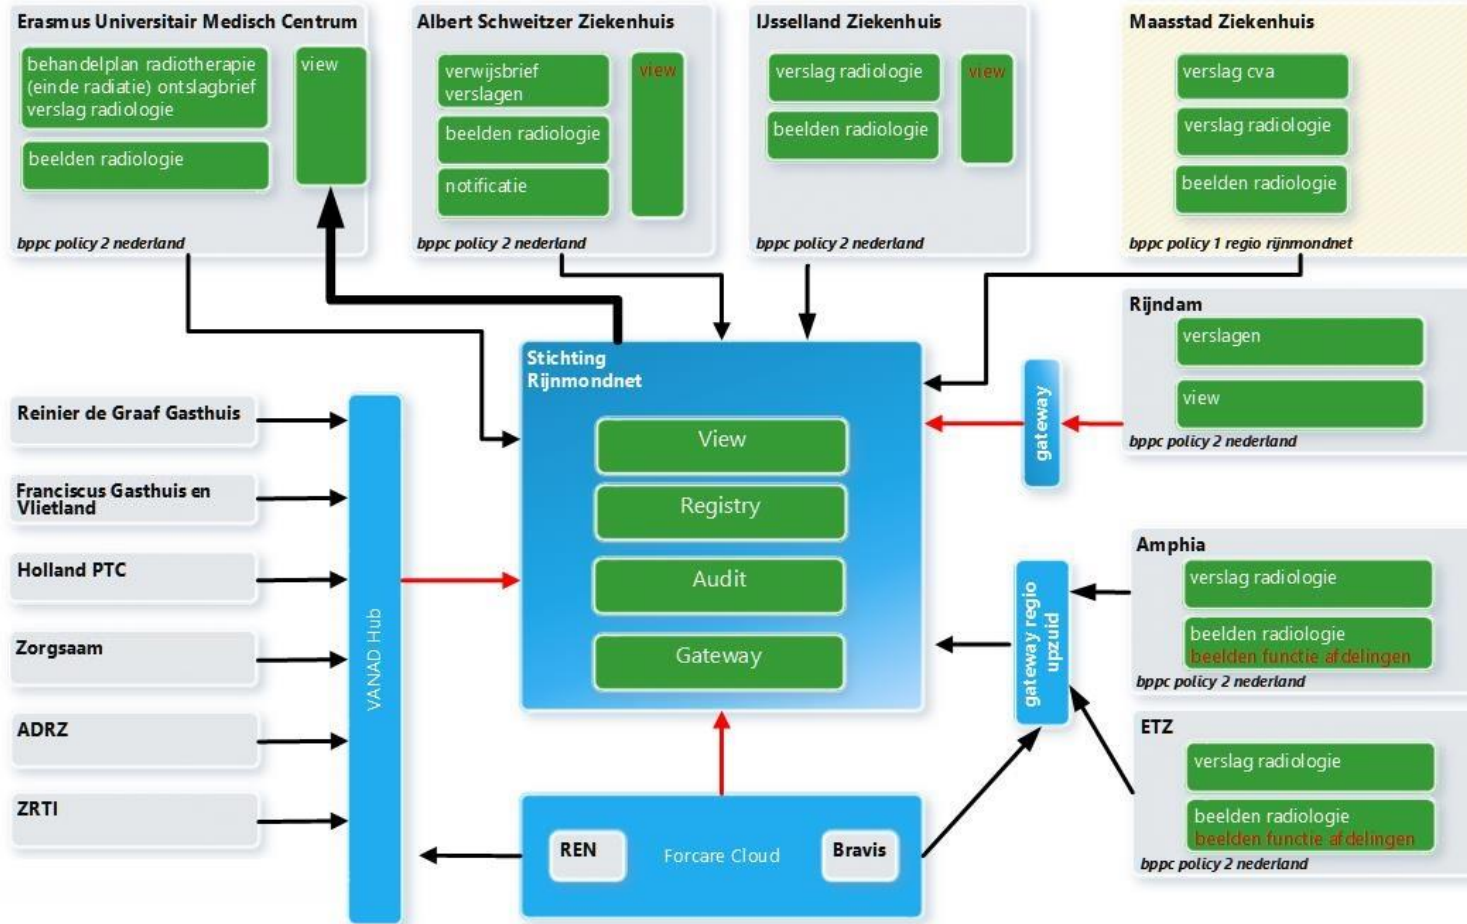 Erasmus Universitair Medisch Centrum
behandelplan radiotherapie
(einde radiatie) ontslagbrief
verslag radiologie
view
beelden radiologie
bppc policy 2 nederland
Albert Schweitzer Ziekenhuis
verwijsbrief
verslagen
view
beelden radiologie
notificatie
bppc policy 2 nederland
IJsselland Ziekenhuis
verslag radiologie
view
beelden radiologie
bppc policy 2 nederland
Maasstad Ziekenhuis
verslag cva
verslag radiologie
beelden radiologie
bppc policy 1 regio rijnmondnet
Rijndam
verslagen
view
bppc policy 2 nederland
gateway
Stichting
Rijnmondnet
View
Registry
Audit
Gateway
Reinier de Graaf Gasthuis
Franciscus Gasthuis en
Vlietland
Holland PTC
Zorgsaam
ADRZ
ZRTI
VANAD Hub
gateway regio
upzuid
Amphia
verslag radiologie
beelden radiologie
beelden functie afdelingen
bppc policy 2 nederland
ETZ
verslag radiologie
beelden radiologie
beelden functie afdelingen
bppc policy 2 nederland
REN
Forcare Cloud
Bravis